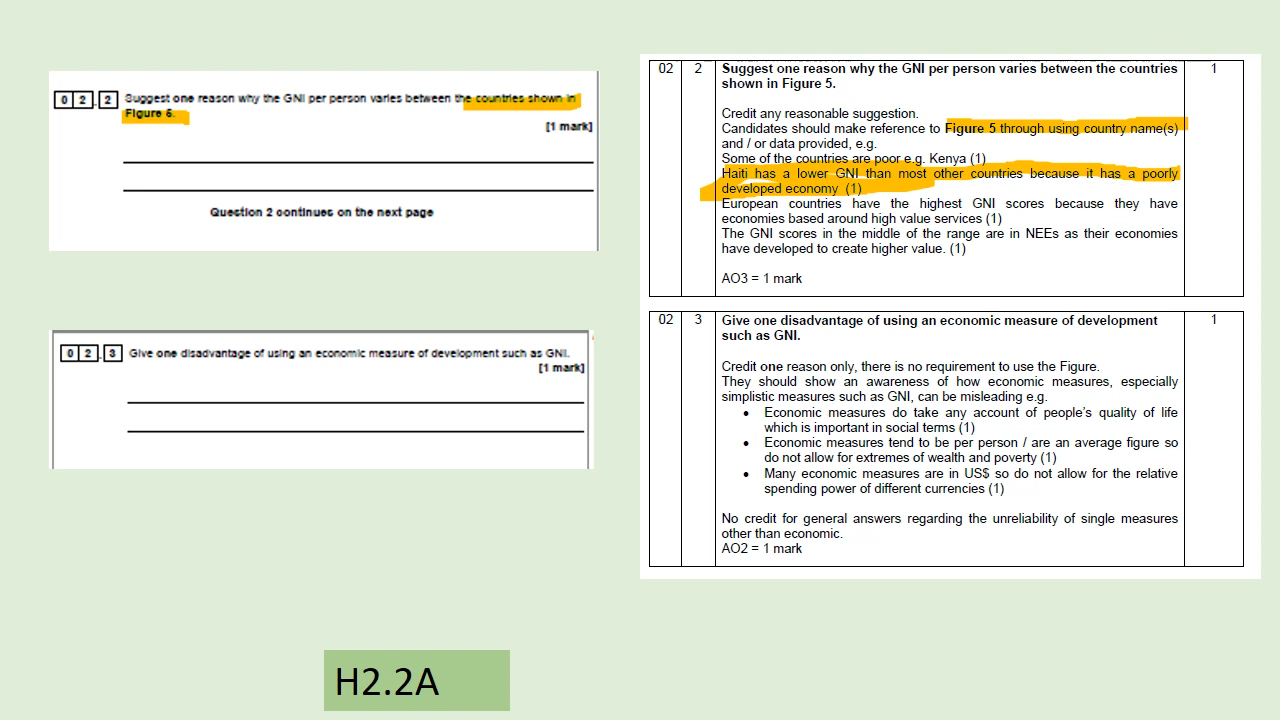 0 2 . 2 Suggest one reason why the GNI per person varies between the countries shown in
Figure 5.
[1 mark]
Question 2 continues on the next page
0 2 . 3 Give one disadvantage of using an economic measure of development such as GNI.
[1 mark]
02 2 Suggest one reason why the GNI per person varies between the countries 1
shown in Figure 5.
Credit any reasonable suggestion.
Candidates should make reference to Figure 5 through using country name(s)
and / or data provided, e.g.
Some of the countries are poor e.g. Kenya (1)
Haiti has a lower GNI than most other countries because it has a poorly
developed economy (1)
European countries have the highest GNI scores because they have
economies based around high value services (1)
The GNI scores in the middle of the range are in NEEs as their economies
have developed to create higher value. (1)
AO3 = 1 mark
02 3 Give one disadvantage of using an economic measure of development 1
such as GNI.
Credit one reason only, there is no requirement to use the Figure.
They should show an awareness of how economic measures, especially
simplistic measures such as GNI, can be misleading e.g.
• Economic measures do take any account of people's quality of life
which is important in social terms (1)
• Economic measures tend to be per person / are an average figure so
do not allow for extremes of wealth and poverty (1)
• Many economic measures are in US$ so do not allow for the relative
spending power of different currencies (1)
No credit for general answers regarding the unreliability of single measures
other than economic.
AO2 = 1 mark
H2.2A